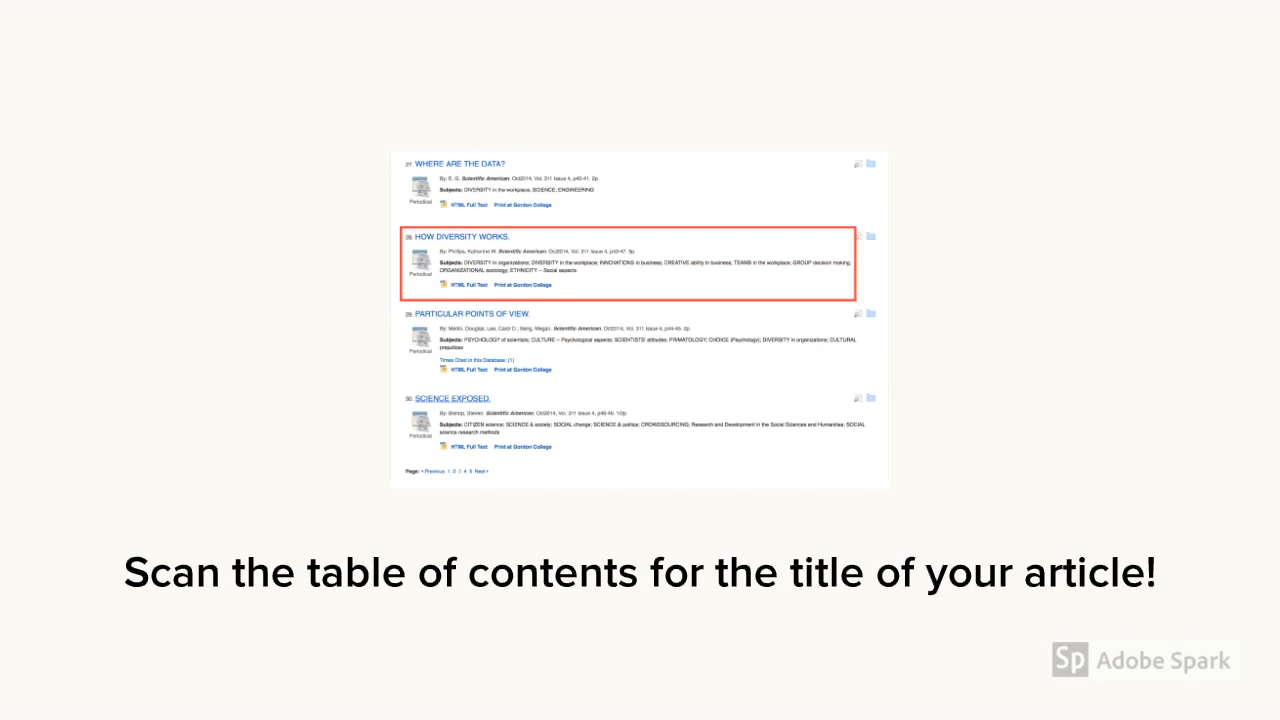 27. WHERE ARE THE DATA?
By: E. G. Scientific American. Oct2014, Vol. 311 Issue 4, p40-41. 2p.
Subjects: DIVERSITY in the workplace; SCIENCE; ENGINEERING
Periodical
HTML Full Text Print at Gordon College
28. HOW DIVERSITY WORKS.
By: Phillips, Katherine W. Scientific American. Oct2014, Vol. 311 Issue 4, p43-47. 5p.
Subjects: DIVERSITY in organizations; DIVERSITY in the workplace; INNOVATIONS in business; CREATIVE ability in business; TEAMS in the workplace; GROUP decision making;
ORGANIZATIONAL sociology; ETHNICITY -- Social aspects
Periodical
HTML Full Text Print at Gordon College
29. PARTICULAR POINTS OF VIEW.
By: Medin, Douglas; Lee, Carol D.; Bang, Megan. Scientific American. Oct2014, Vol. 311 Issue 4, p44-45. 2p.
Subjects: PSYCHOLOGY of scientists; CULTURE -- Psychological aspects; SCIENTISTS' attitudes; PRIMATOLOGY; CHOICE (Psychology); DIVERSITY in organizations; CULTURAL
prejudices
Periodical
Times Cited in this Database: (1)
HTML Full Text Print at Gordon College
30. SCIENCE EXPOSED.
By: Bishop, Steven. Scientific American. Oct2014, Vol. 311 Issue 4, p46-46. 1/3p.
Subjects: CITIZEN science; SCIENCE & society; SOCIAL change; SCIENCE & politics; CROWDSOURCING; Research and Development in the Social Sciences and Humanities; SOCIAL
science research methods
Periodical
HTML Full Text Print at Gordon College
Page: < Previous 1 2 3 4 5 Next >
Scan the table of contents for the title of your article!
Sp Adobe Spark